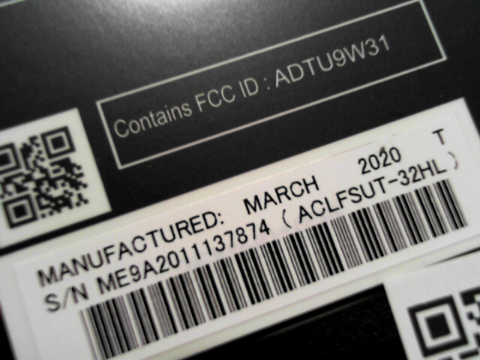 Contains FCC ID : ADTU9W31
MANUFACTURED: MARCH 2020 T
S/N ME9A2011137874 ( ACLFSUT-32HL )